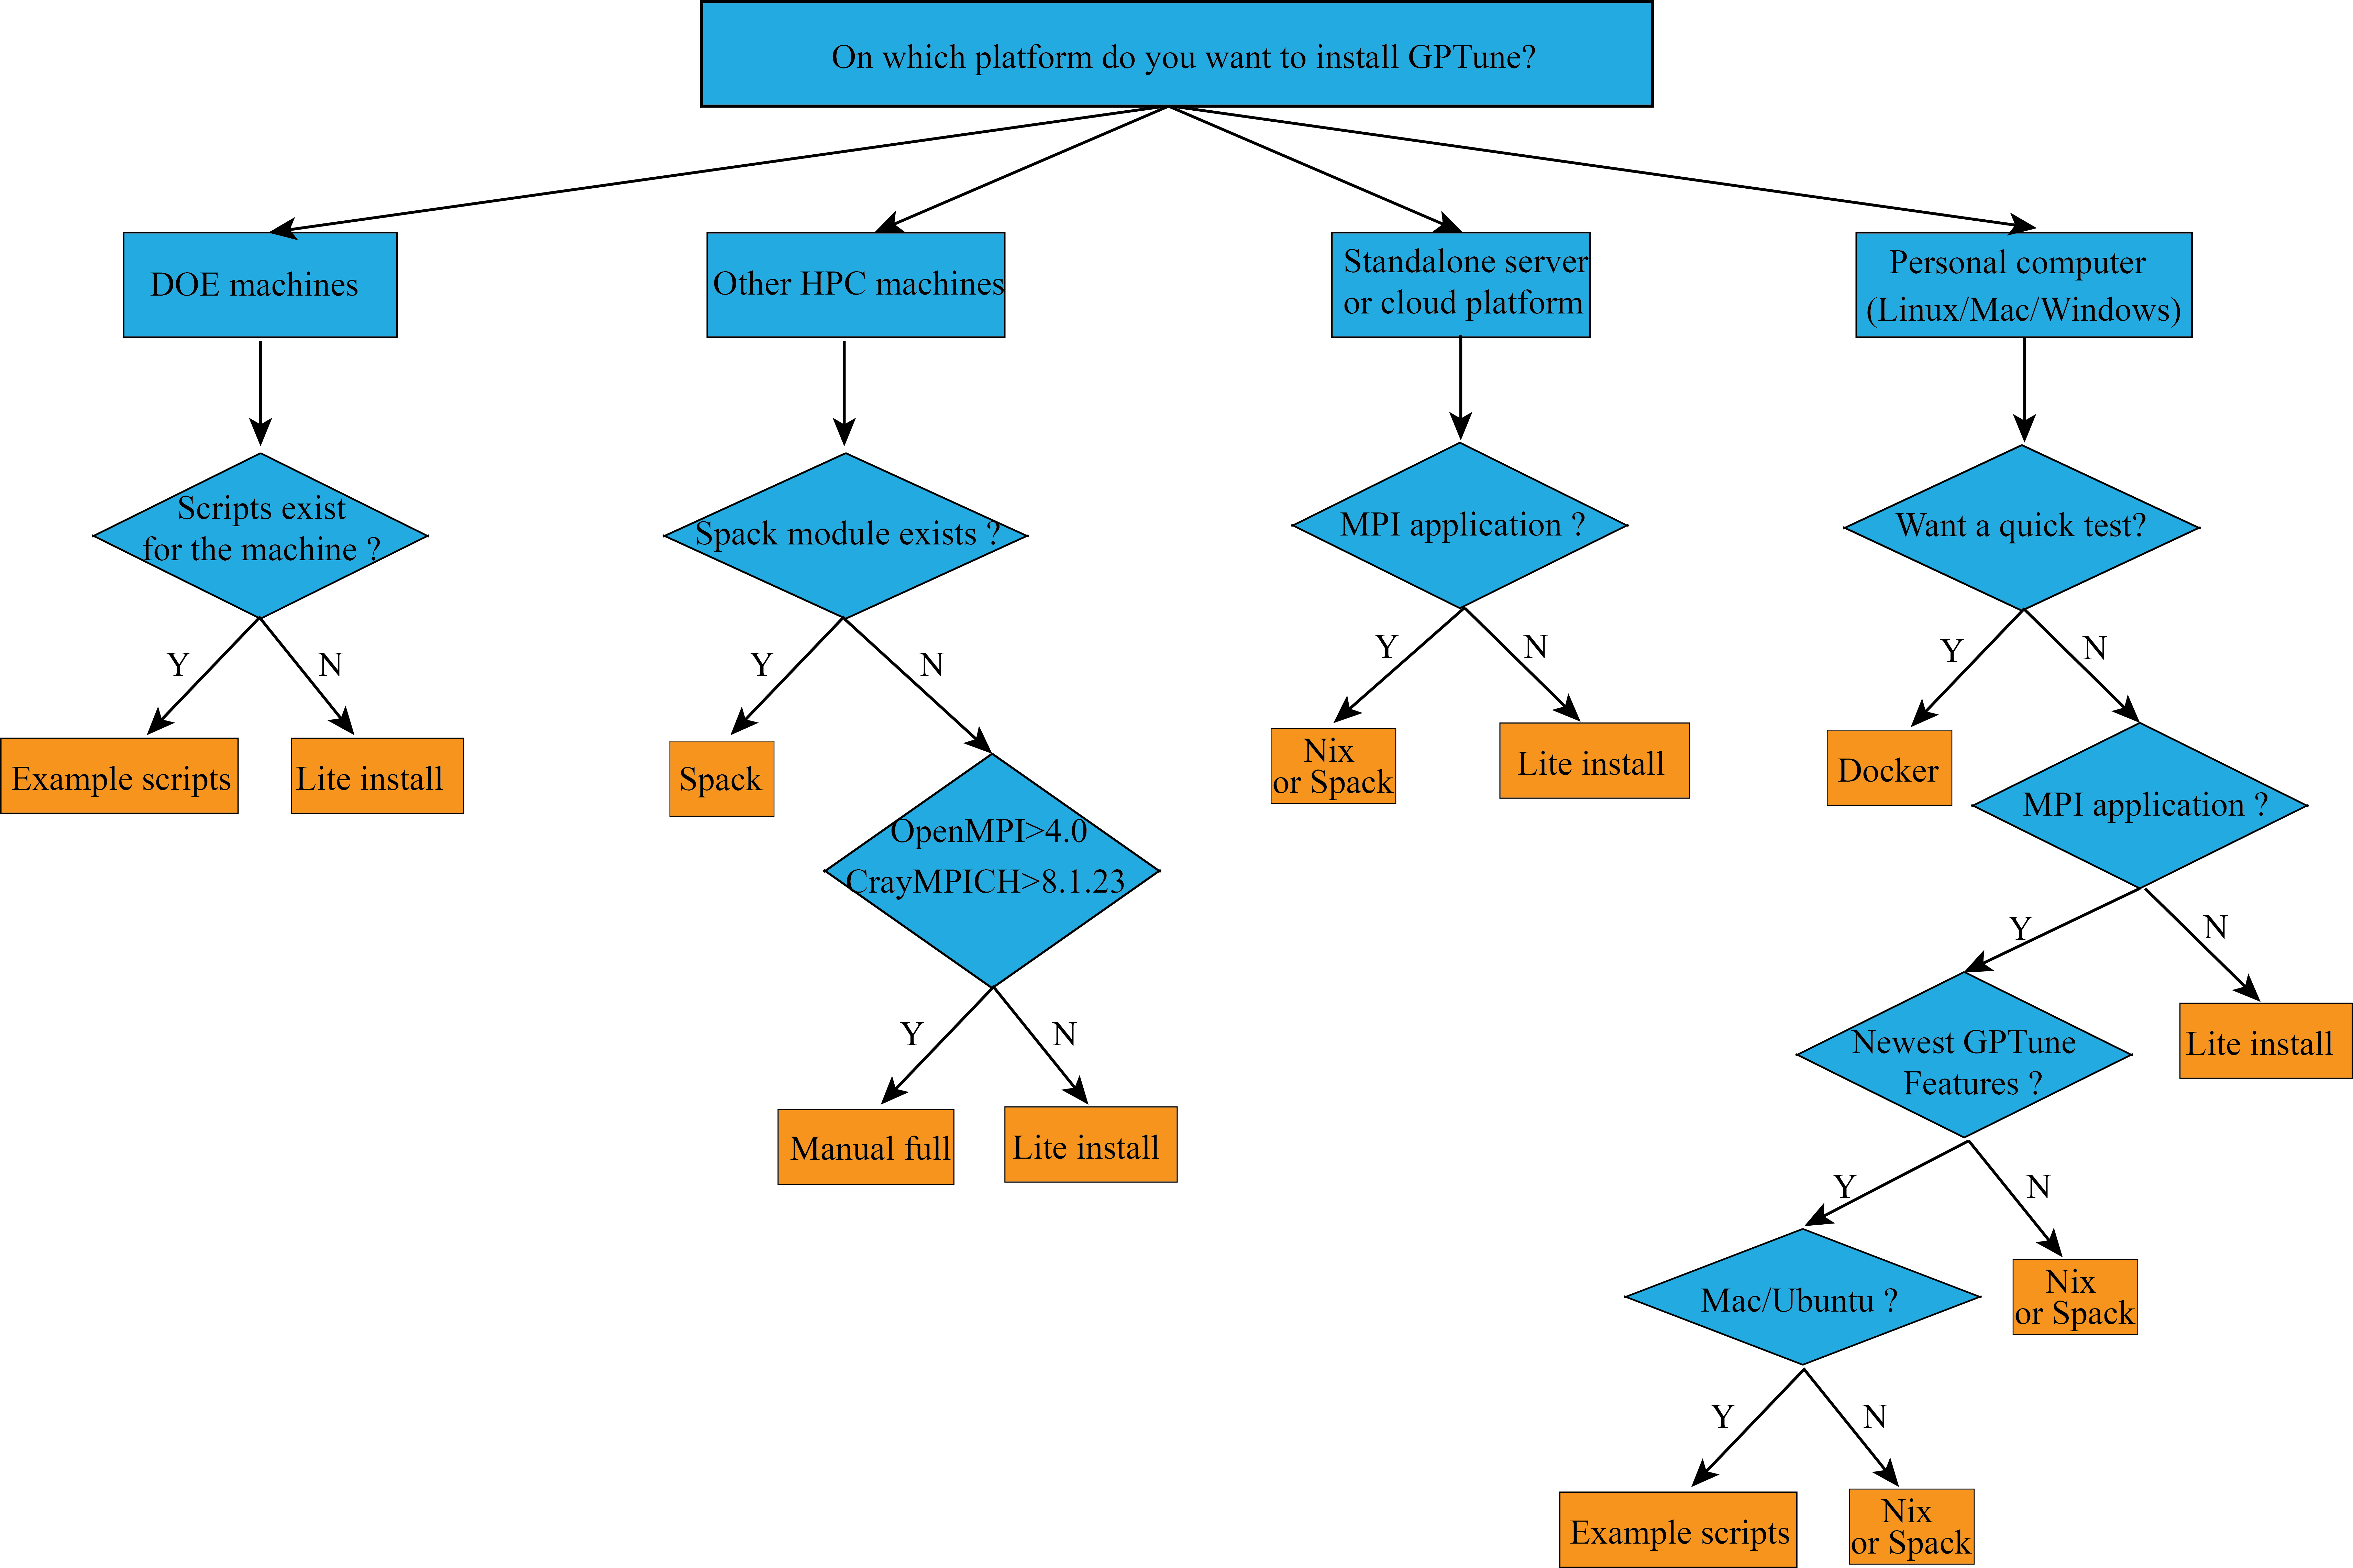 On which platform do you want to install GPTune?
DOE machines
Other HPC machines
Standalone server
or cloud platform
Personal computer
(Linux/Mac/Windows)
Scripts exist
for the machine ?
Spack module exists ?
MPI application ?
Want a quick test?
Y
N
Y
N
Y
N
Y
N
Example scripts
Lite install
Spack
OpenMPI>4.0
CrayMPICH>8.1.23
Nix
or Spack
Lite install
Docker
MPI application ?
Y
N
Y
N
Manual full
Lite install
Newest GPTune
Features ?
Lite install
Y
N
Mac/Ubuntu ?
Nix
or Spack
Y
N
Example scripts
Nix
or Spack